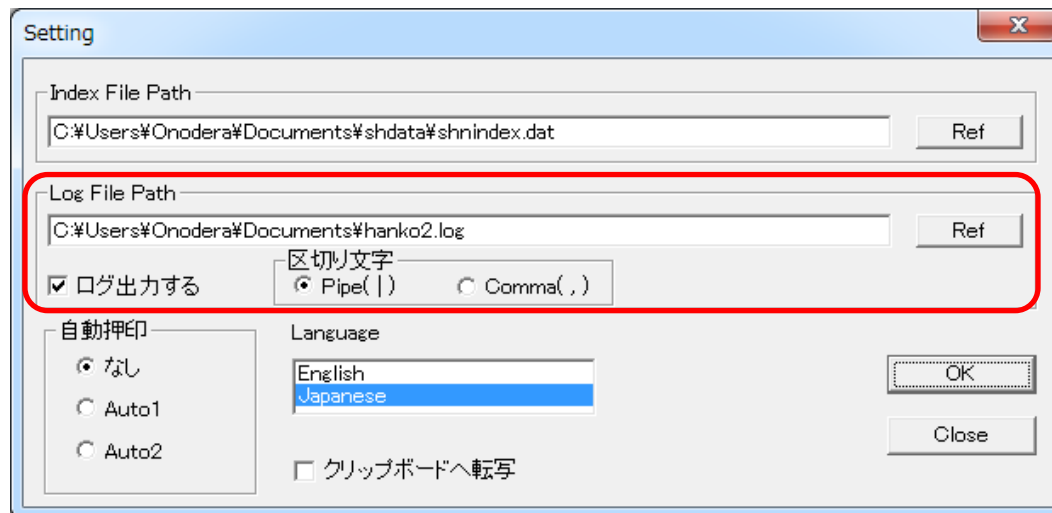 Setting
Index File Path
C:¥Users¥Onodera¥Documents¥shdata¥shnindex.dat
Ref
Log File Path
C:¥Users¥Onodera¥Documents¥hanko2.log
Ref
ログ出力する
区切り文字
Pipe( | )
Comma( , )
自動押印
なし
Auto1
Auto2
Language
English
Japanese
クリップボードへ転写
OK
Close